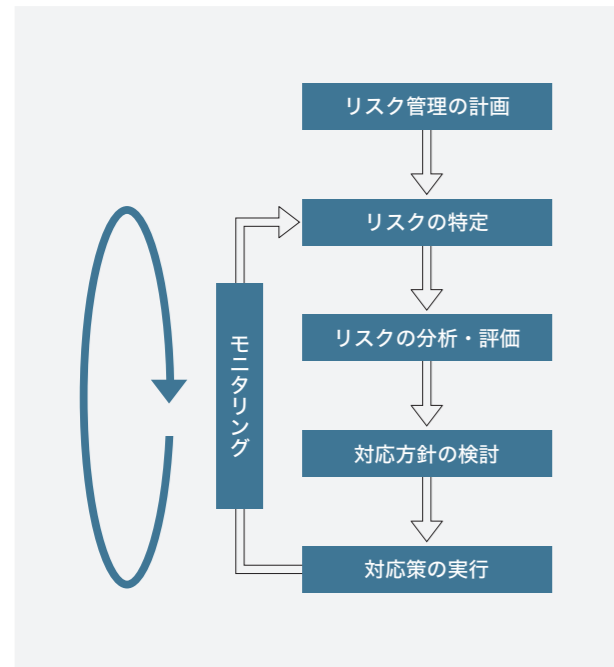 リスク管理の計画
リスクの特定
リスクの分析・評価
モニタリング
対応方針の検討
対応策の実行